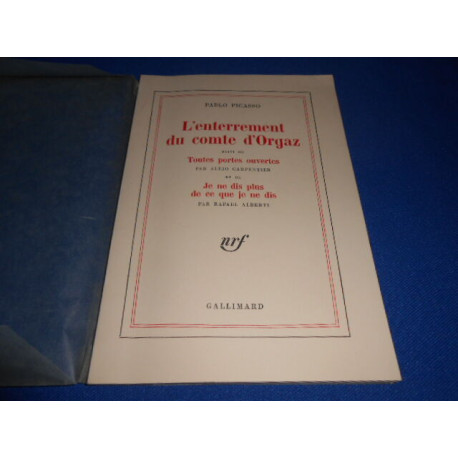 PABLO PICASSO
L'enterrement
du comte d'Orgaz
SUIVI DE
Toutes portes ouvertes
PAR ALEJO CARPENTIER
ET DE
Je ne dis plus
de ce que je ne dis
PAR RAFAEL ALBERTI
nrf
GALLIMARD